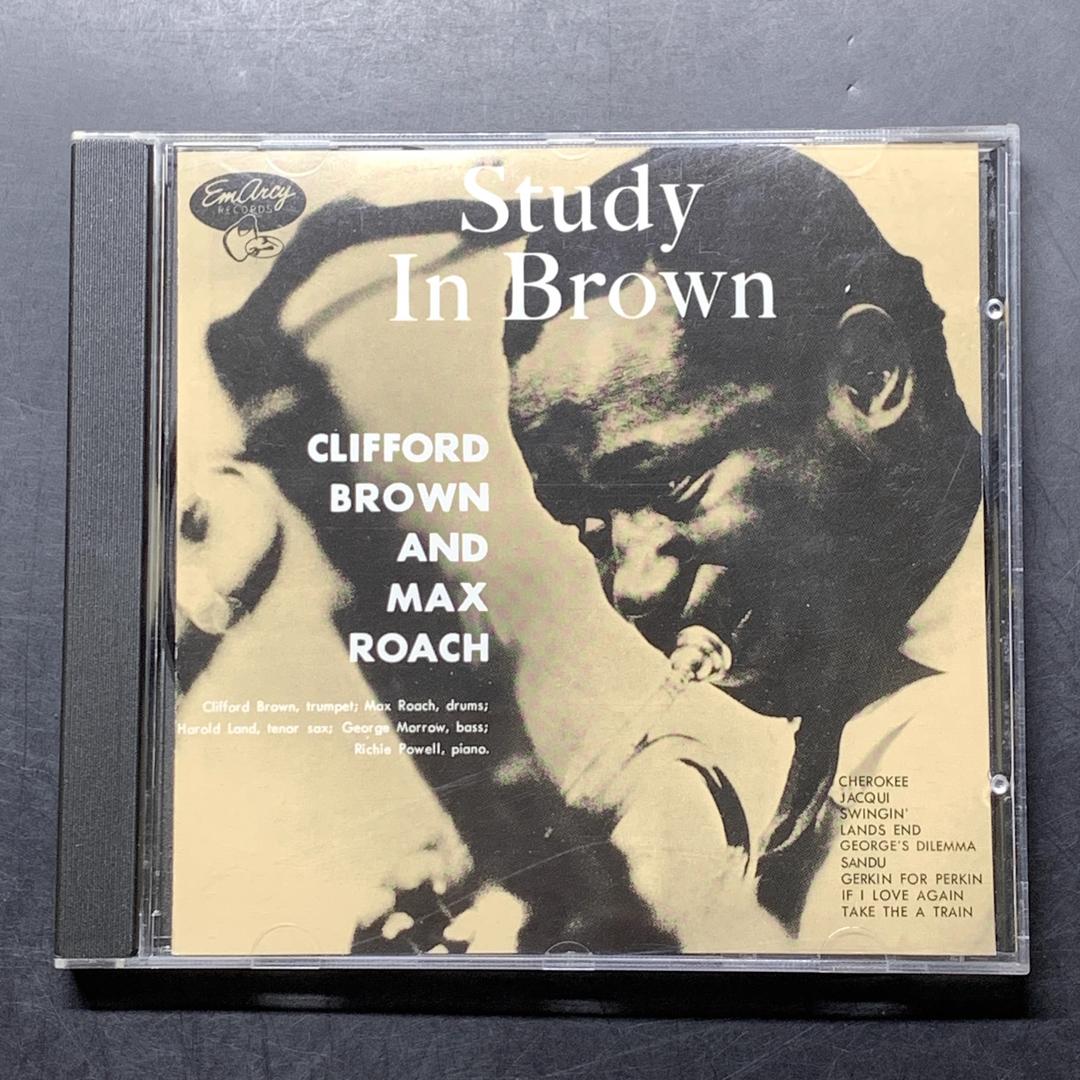 EmArcy
RECORDS
Study
In Brown
CLIFFORD
BROWN
AND
MAX
ROACH
Clifford Brown, trumpet; Max Roach, drums;
Harold Land, tenor sax; George Morrow, bass;
Richie Powell, piano.
CHEROKEE
JACQUI
SWINGIN'
LANDS END
GEORGE'S DILEMMA
SANDU
GERKIN FOR PERKIN
IF I LOVE AGAIN
TAKE THE A TRAIN